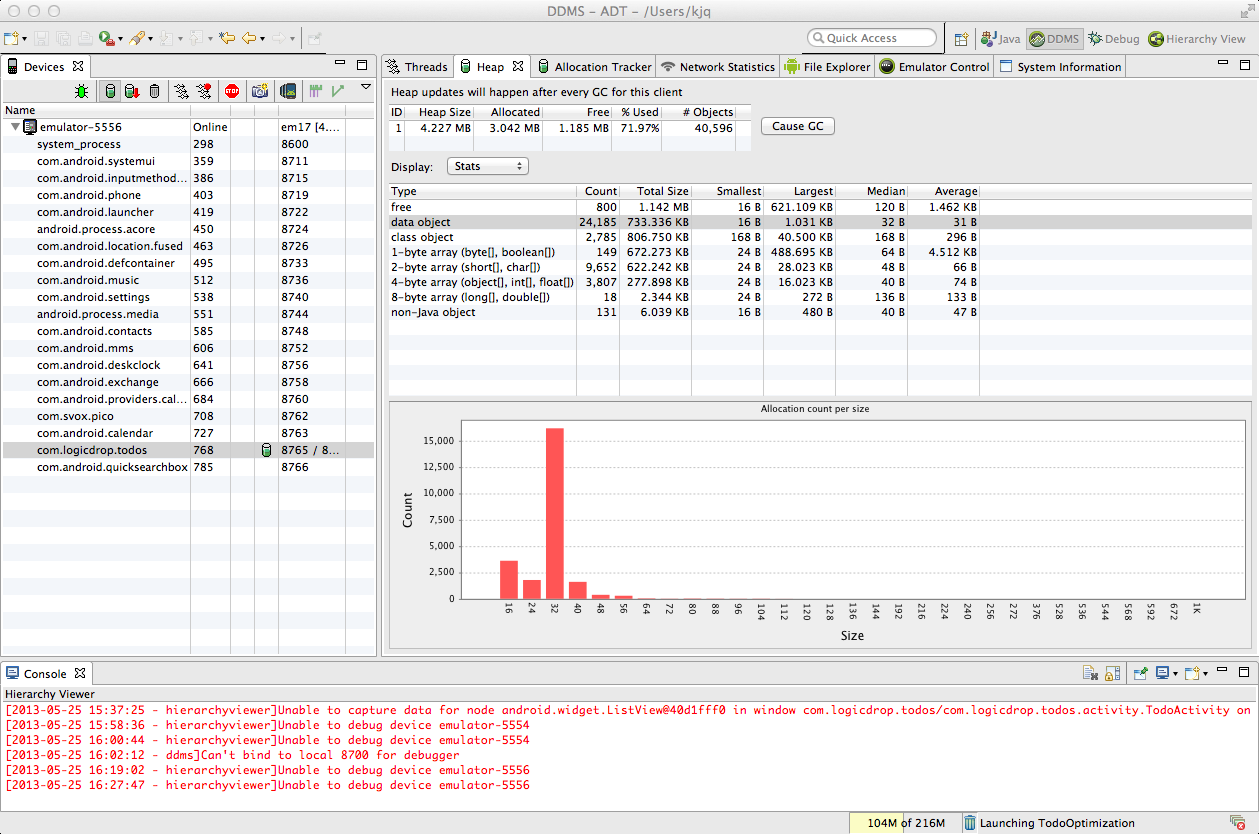 DDMS – ADT – /Users/kjq
Quick Access
Java
DDMS
Debug
Hierarchy View
Devices
Name
emulator-5556 Online em17 [4....
system_process 298 8600
com.android.systemui 359 8711
com.android.inputmethod... 386 8715
com.android.phone 403 8719
com.android.launcher 419 8722
android.process.acore 450 8724
com.android.location.fused 463 8726
com.android.defcontainer 495 8733
com.android.music 512 8736
com.android.settings 538 8740
android.process.media 551 8744
com.android.contacts 585 8748
com.android.mms 606 8752
com.android.deskclock 641 8756
com.android.exchange 666 8758
com.android.providers.cal... 684 8760
com.svox.pico 708 8762
com.android.calendar 727 8763
com.logicdrop.todos 768 8765 / 8...
com.android.quicksearchbox 785 8766
Threads
Heap
Allocation Tracker
Network Statistics
File Explorer
Emulator Control
System Information
Heap updates will happen after every GC for this client
ID Heap Size Allocated Free % Used # Objects
1 4.227 MB 3.042 MB 1.185 MB 71.97% 40,596
Cause GC
Display: Stats
Type Count Total Size Smallest Largest Median Average
free 800 1.142 MB 16 B 621.109 KB 120 B 1.462 KB
data object 24,185 733.336 KB 16 B 1.031 KB 32 B 31 B
class object 2,785 806.750 KB 168 B 40.500 KB 168 B 296 B
1-byte array (byte[], boolean[]) 149 672.273 KB 24 B 488.695 KB 64 B 4.512 KB
2-byte array (short[], char[]) 9,652 622.242 KB 24 B 28.023 KB 48 B 66 B
4-byte array (object[], int[], float[]) 3,807 277.898 KB 24 B 16.023 KB 40 B 74 B
8-byte array (long[], double[]) 18 2.344 KB 24 B 272 B 136 B 133 B
non-Java object 131 6.039 KB 16 B 480 B 40 B 47 B
Allocation count per size
15,000
12,500
10,000
7,500
5,000
2,500
0
Count
16 24 32 40 48 56 64 72 80 88 96 104 112 120 128 136 144 192 216 224 240 256 272 376 528 536 544 568 592 672 1K
Size
Console
Hierarchy Viewer
[2013-05-25 15:37:25 - hierarchyviewer]Unable to capture data for node android.widget.ListView@40d1fff0 in window com.logicdrop.todos/com.logicdrop.todos.activity.TodoActivity on
[2013-05-25 15:58:36 - hierarchyviewer]Unable to debug device emulator-5554
[2013-05-25 16:00:44 - hierarchyviewer]Unable to debug device emulator-5554
[2013-05-25 16:02:12 - ddms]Can't bind to local 8700 for debugger
[2013-05-25 16:19:02 - hierarchyviewer]Unable to debug device emulator-5556
[2013-05-25 16:27:47 - hierarchyviewer]Unable to debug device emulator-5556
104M of 216M
Launching TodoOptimization